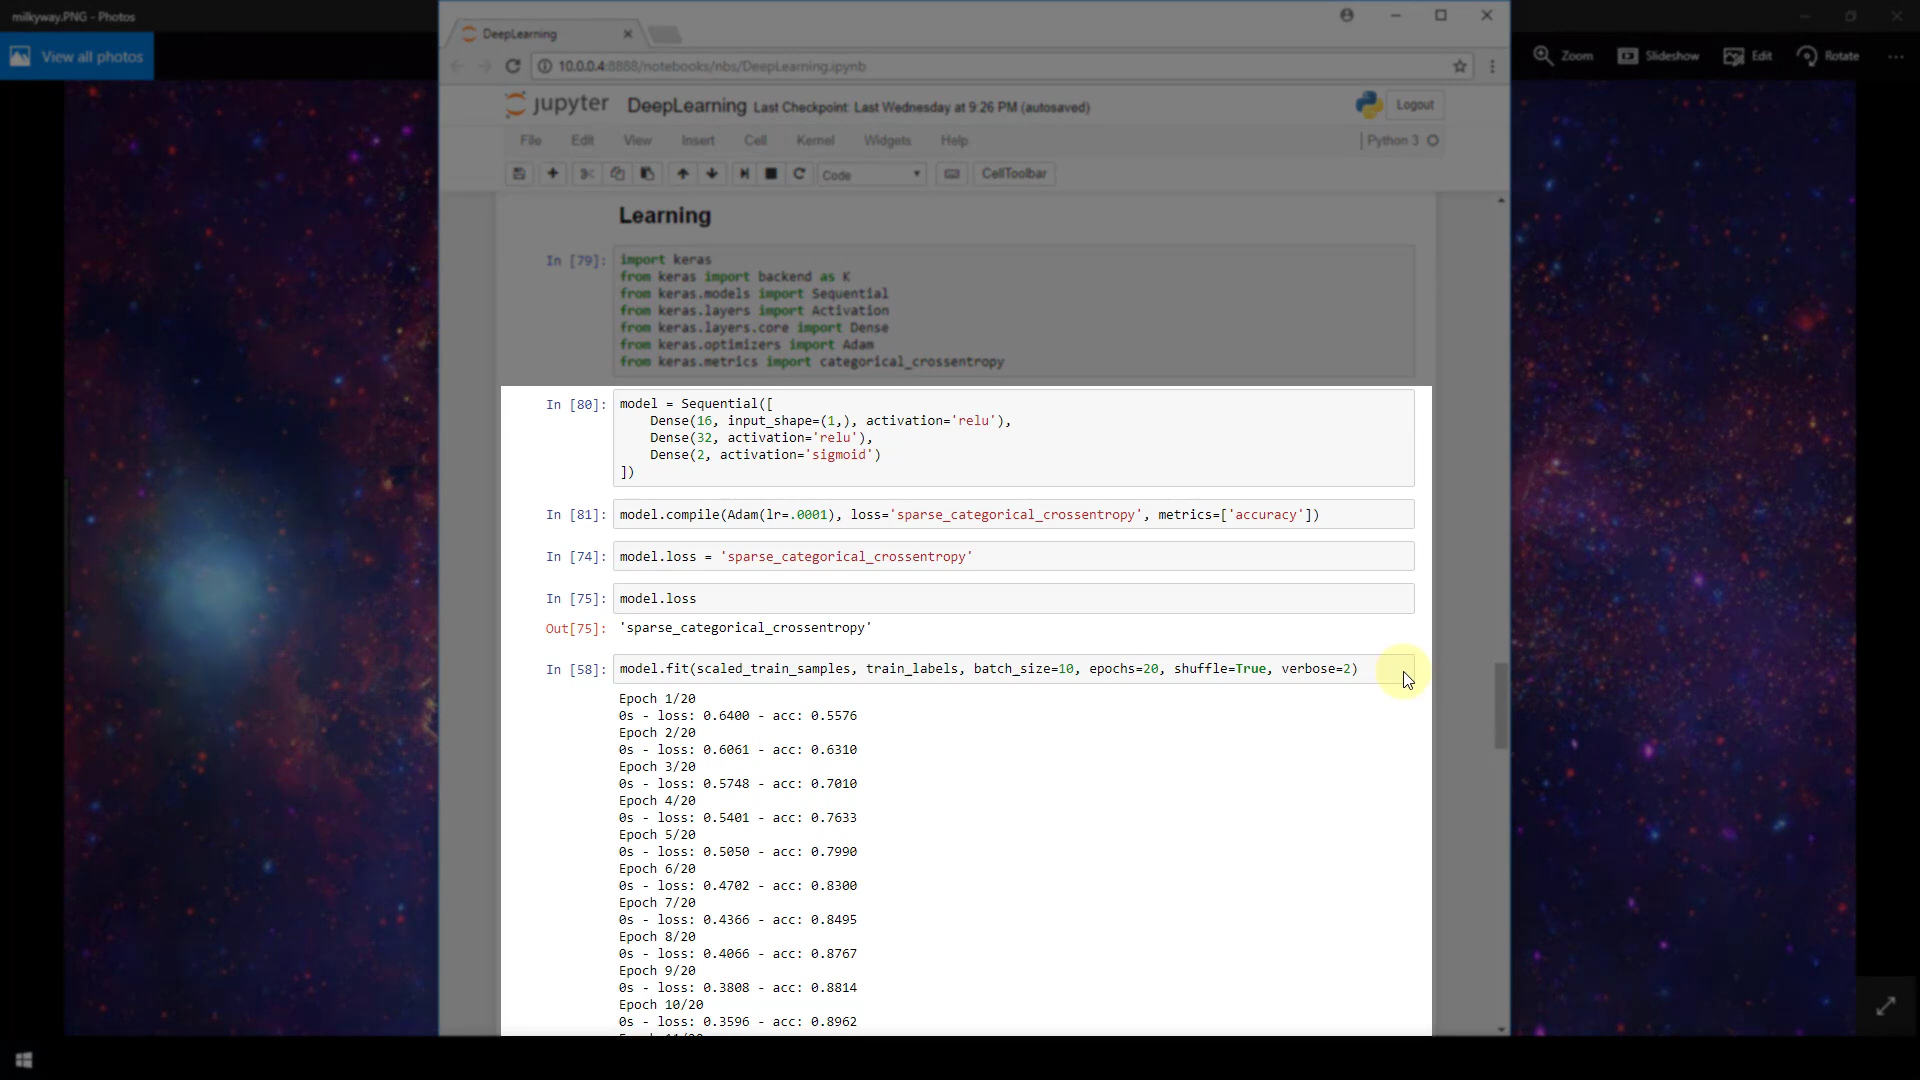 milkyway.PNG - Photos
View all photos
Zoom
Slideshow
Edit
Rotate
DeepLearning
10.0.0.4:8888/notebooks/nbs/DeepLearning.ipynb
jupyter DeepLearning Last Checkpoint: Last Wednesday at 9:26 PM (autosaved)
Logout
File Edit View Insert Cell Kernel Widgets Help
Python 3
Code
CellToolbar
Learning
In [79]: import keras
from keras import backend as K
from keras.models import Sequential
from keras.layers import Activation
from keras.layers.core import Dense
from keras.optimizers import Adam
from keras.metrics import categorical_crossentropy
In [80]: model = Sequential([
Dense(16, input_shape=(1,), activation='relu'),
Dense(32, activation='relu'),
Dense(2, activation='sigmoid')
])
In [81]: model.compile(Adam(lr=.0001), loss='sparse_categorical_crossentropy', metrics=['accuracy'])
In [74]: model.loss = 'sparse_categorical_crossentropy'
In [75]: model.loss
Out[75]: 'sparse_categorical_crossentropy'
In [58]: model.fit(scaled_train_samples, train_labels, batch_size=10, epochs=20, shuffle=True, verbose=2)
Epoch 1/20
0s - loss: 0.6400 - acc: 0.5576
Epoch 2/20
0s - loss: 0.6061 - acc: 0.6310
Epoch 3/20
0s - loss: 0.5748 - acc: 0.7010
Epoch 4/20
0s - loss: 0.5401 - acc: 0.7633
Epoch 5/20
0s - loss: 0.5050 - acc: 0.7990
Epoch 6/20
0s - loss: 0.4702 - acc: 0.8300
Epoch 7/20
0s - loss: 0.4366 - acc: 0.8495
Epoch 8/20
0s - loss: 0.4066 - acc: 0.8767
Epoch 9/20
0s - loss: 0.3808 - acc: 0.8814
Epoch 10/20
0s - loss: 0.3596 - acc: 0.8962